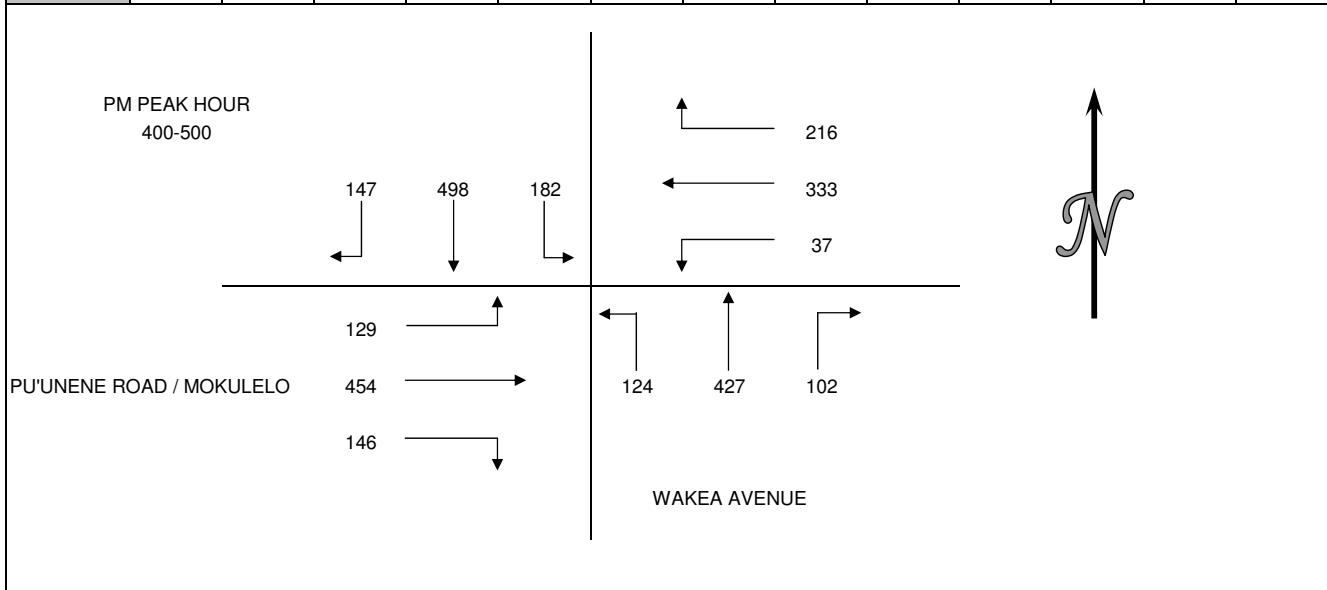 PM PEAK HOUR
400-500
216
147 498 182 333
37
129
PU'UNENE ROAD / MOKULELO 454 124 427 102
146
WAKEA AVENUE
N